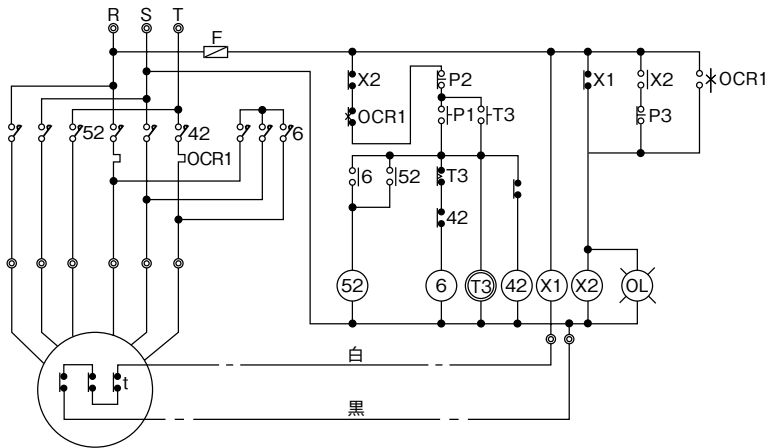 R S T
F
X2 P2 X1 X2 OCR1
OCR1 P1 T3 P3
52 42 6
OCR1
6 52 T3
42
52 6 T3 42 X1 X2 OL
白
t
黒